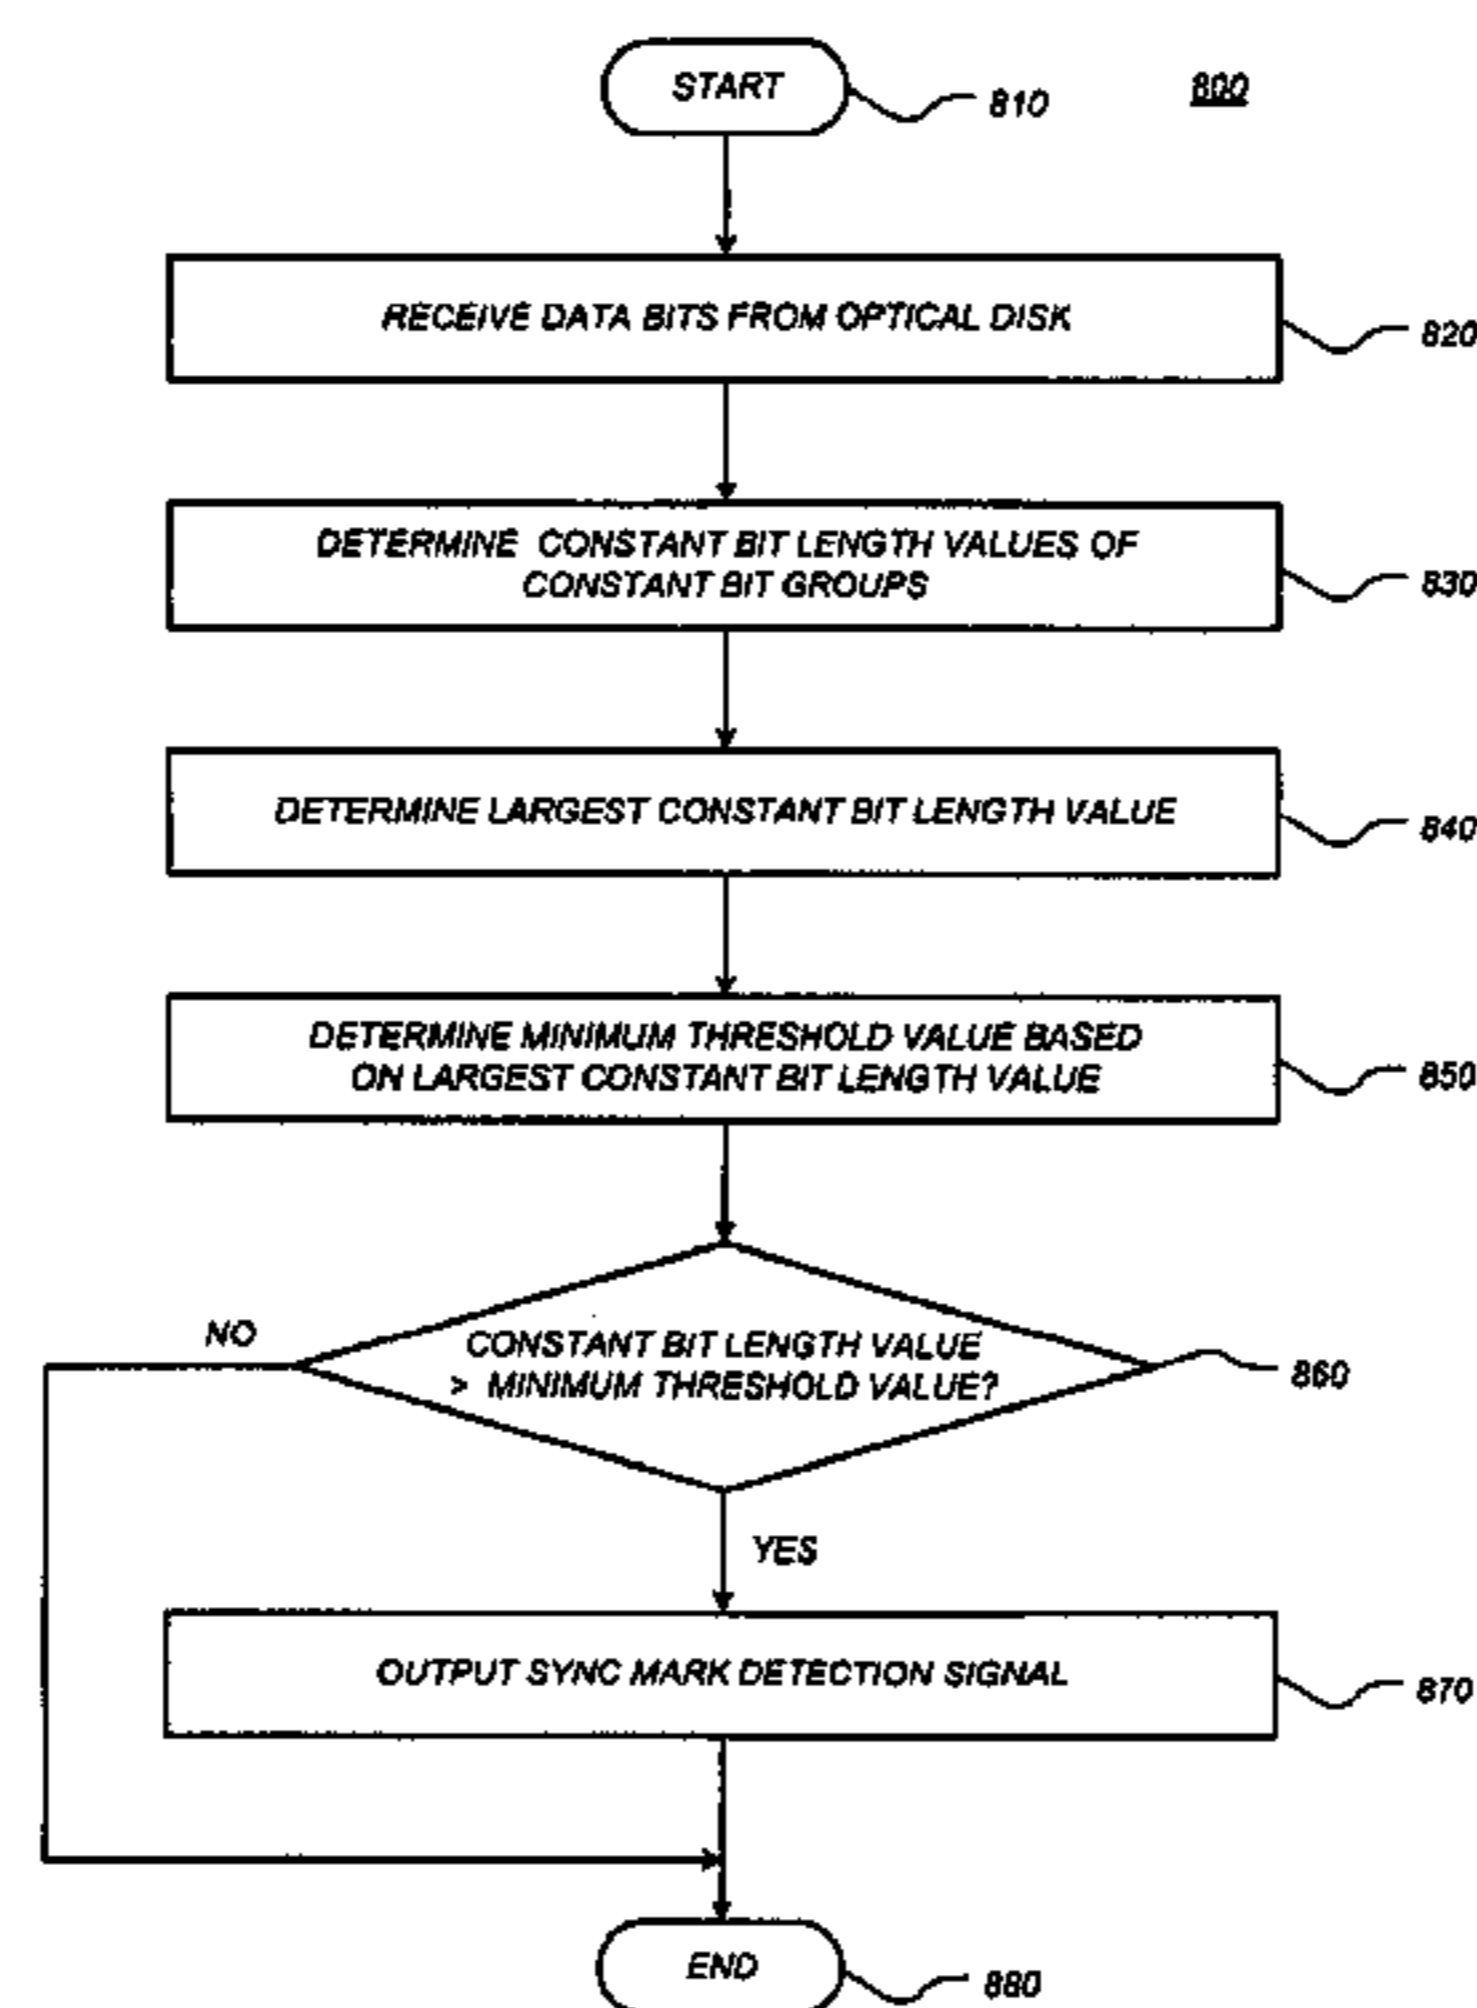 START
810
800
RECEIVE DATA BITS FROM OPTICAL DISK
820
DETERMINE CONSTANT BIT LENGTH VALUES OF
CONSTANT BIT GROUPS
830
DETERMINE LARGEST CONSTANT BIT LENGTH VALUE
840
DETERMINE MINIMUM THRESHOLD VALUE BASED
ON LARGEST CONSTANT BIT LENGTH VALUE
850
NO
CONSTANT BIT LENGTH VALUE
> MINIMUM THRESHOLD VALUE?
860
YES
OUTPUT SYNC MARK DETECTION SIGNAL
870
END
880